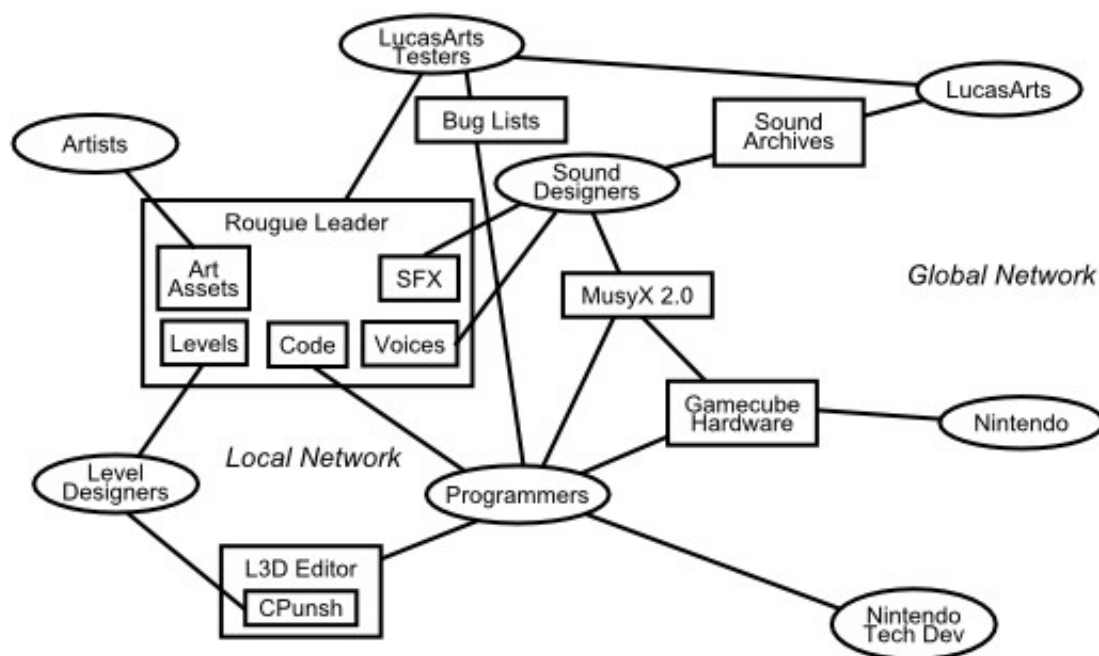 LucasArts
Testers
LucasArts
Bug Lists
Sound
Archives
Artists
Sound
Designers
Rougue Leader
Art
Assets
SFX
MusyX 2.0
Global Network
Levels
Code
Voices
Gamecube
Hardware
Nintendo
Local Network
Level
Designers
Programmers
L3D Editor
CPunsh
Nintendo
Tech Dev